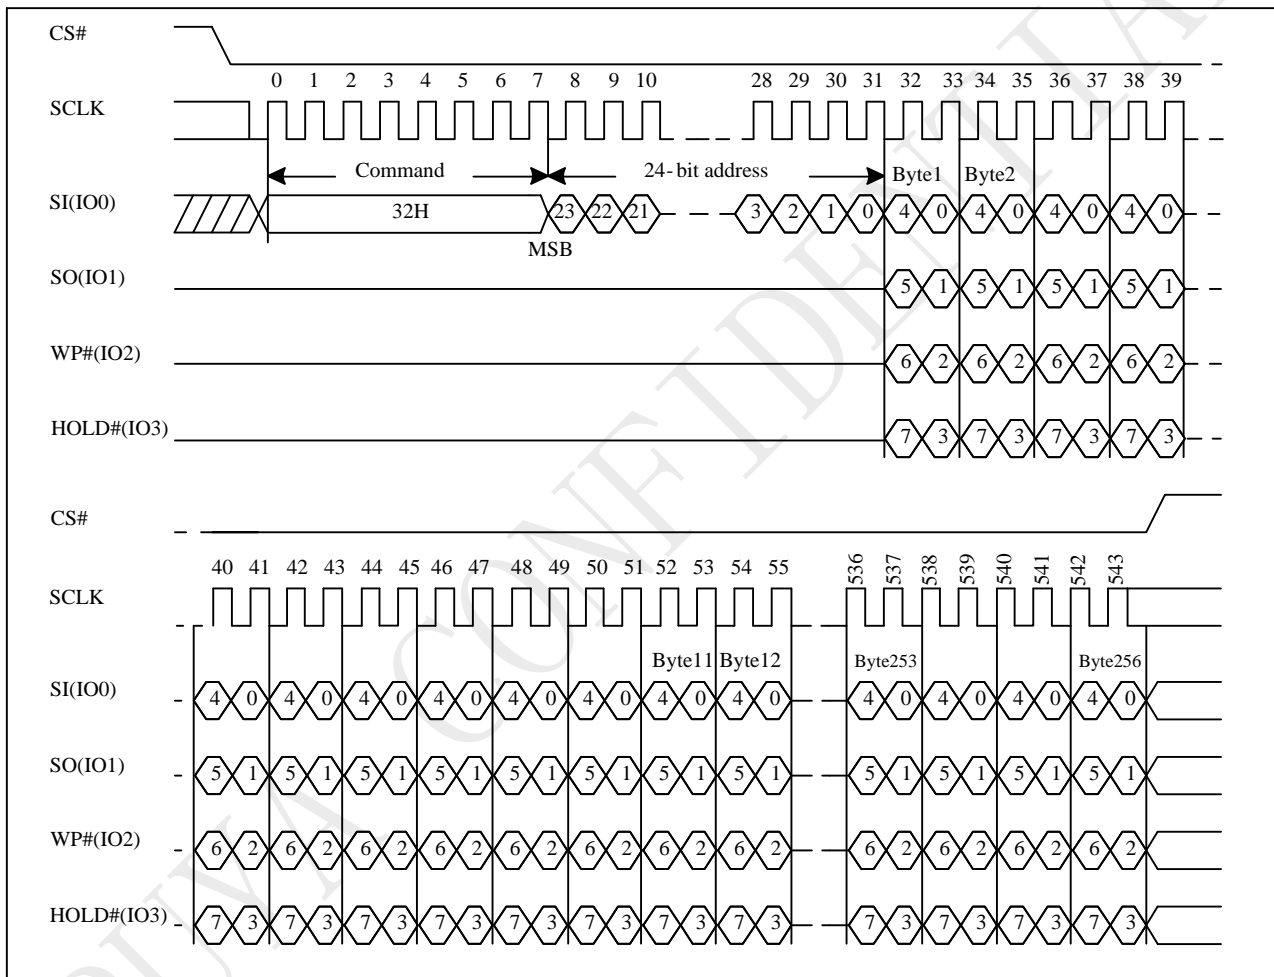 CS#
0 1 2 3 4 5 6 7 8 9 10 28 29 30 31 32 33 34 35 36 37 38 39
SCLK
Command 24-bit address Byte1 Byte2
SI(IO0) 32H 23 22 21 3 2 1 0 4 0 4 0 4 0 4 0
MSB
SO(IO1) 5 1 5 1 5 1 5 1
WP#(IO2) 6 2 6 2 6 2 6 2
HOLD#(IO3) 7 3 7 3 7 3 7 3
CS#
40 41 42 43 44 45 46 47 48 49 50 51 52 53 54 55 536 537 538 539 540 541 542 543
SCLK
Byte11 Byte12 Byte253 Byte256
SI(IO0) 4 0 4 0 4 0 4 0 4 0 4 0 4 0 4 0 4 0 4 0 4 0 4 0
SO(IO1) 5 1 5 1 5 1 5 1 5 1 5 1 5 1 5 1 5 1 5 1 5 1 5 1
WP#(IO2) 6 2 6 2 6 2 6 2 6 2 6 2 6 2 6 2 6 2 6 2 6 2 6 2
HOLD#(IO3) 7 3 7 3 7 3 7 3 7 3 7 3 7 3 7 3 7 3 7 3 7 3 7 3